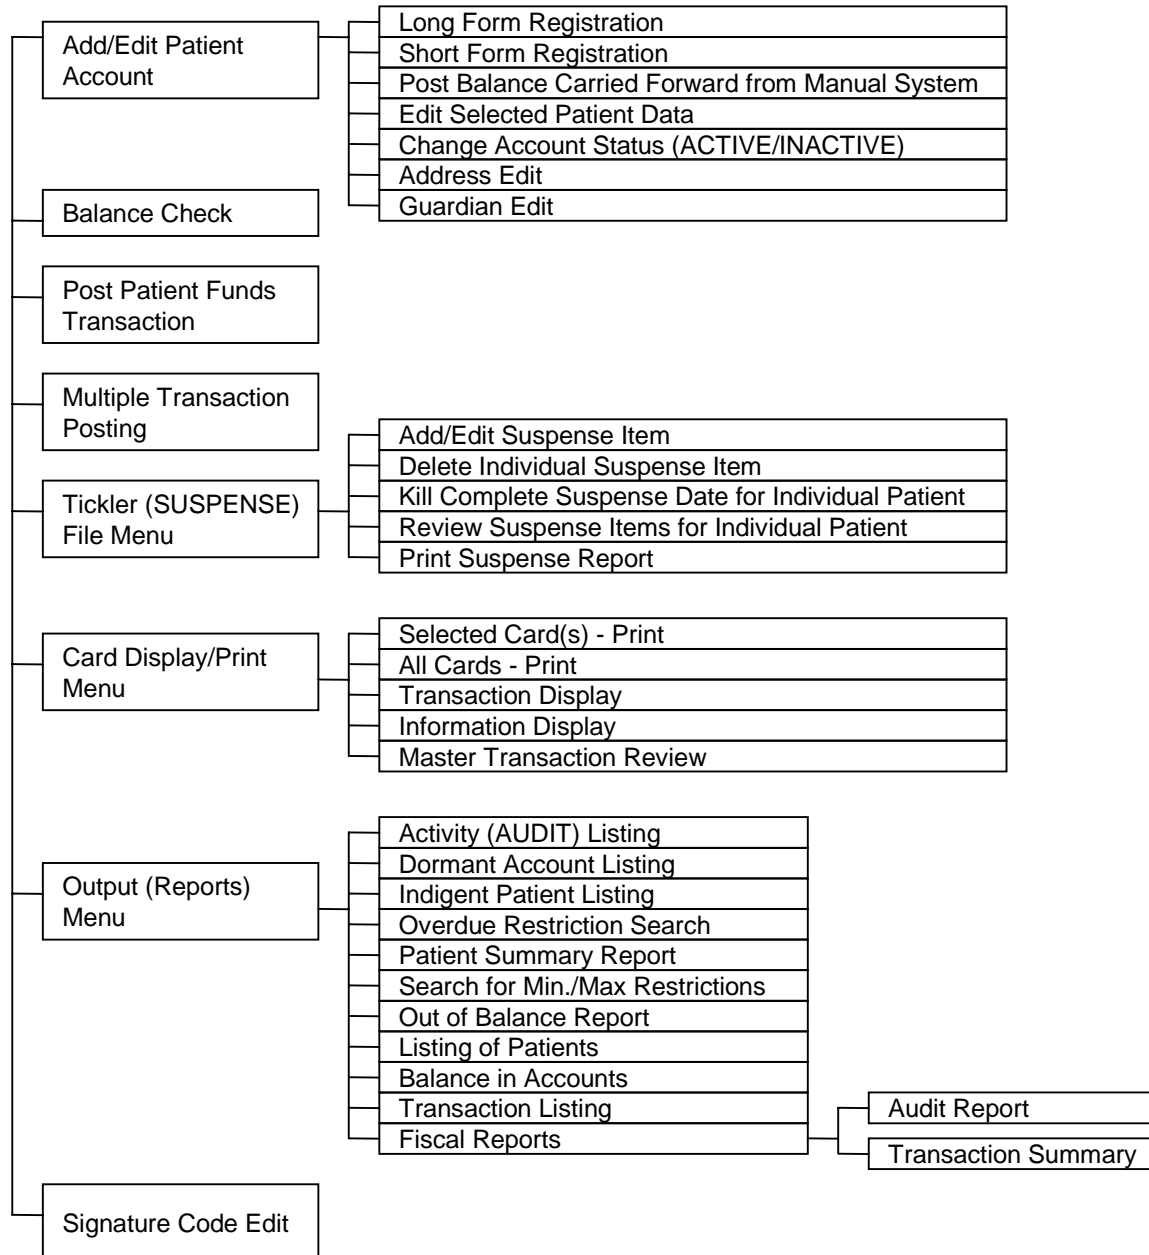 Add/Edit Patient
Account
Long Form Registration
Short Form Registration
Post Balance Carried Forward from Manual System
Edit Selected Patient Data
Change Account Status (ACTIVE/INACTIVE)
Address Edit
Guardian Edit
Balance Check
Post Patient Funds
Transaction
Multiple Transaction
Posting
Tickler (SUSPENSE)
File Menu
Add/Edit Suspense Item
Delete Individual Suspense Item
Kill Complete Suspense Date for Individual Patient
Review Suspense Items for Individual Patient
Print Suspense Report
Card Display/Print
Menu
Selected Card(s) - Print
All Cards - Print
Transaction Display
Information Display
Master Transaction Review
Output (Reports)
Menu
Activity (AUDIT) Listing
Dormant Account Listing
Indigent Patient Listing
Overdue Restriction Search
Patient Summary Report
Search for Min./Max Restrictions
Out of Balance Report
Listing of Patients
Balance in Accounts
Transaction Listing
Fiscal Reports
Audit Report
Transaction Summary
Signature Code Edit